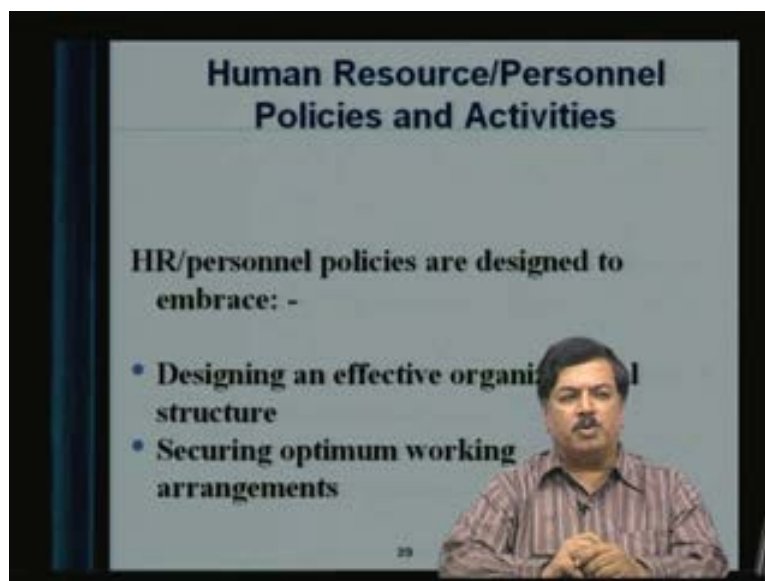 Human Resource/Personnel
Policies and Activities
HR/personnel policies are designed to
embrace: -
• Designing an effective
structure
• Securing optimum working
arrangements